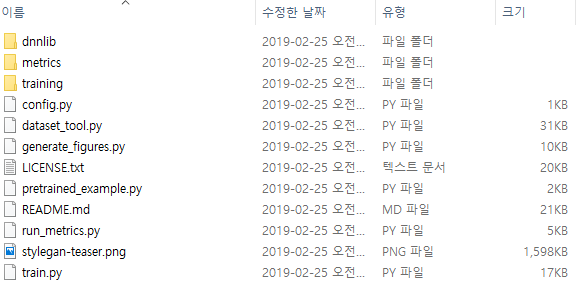 이름 수정한 날짜 유형 크기
dnnlib 2019-02-25 오전... 파일 폴더
metrics 2019-02-25 오전... 파일 폴더
training 2019-02-25 오전... 파일 폴더
config.py 2019-02-25 오전... PY 파일 1KB
dataset_tool.py 2019-02-25 오전... PY 파일 31KB
generate_figures.py 2019-02-25 오전... PY 파일 10KB
LICENSE.txt 2019-02-25 오전... 텍스트 문서 20KB
pretrained_example.py 2019-02-25 오전... PY 파일 2KB
README.md 2019-02-25 오전... MD 파일 21KB
run_metrics.py 2019-02-25 오전... PY 파일 5KB
stylegan-teaser.png 2019-02-25 오전... PNG 파일 1,598KB
train.py 2019-02-25 오전... PY 파일 17KB